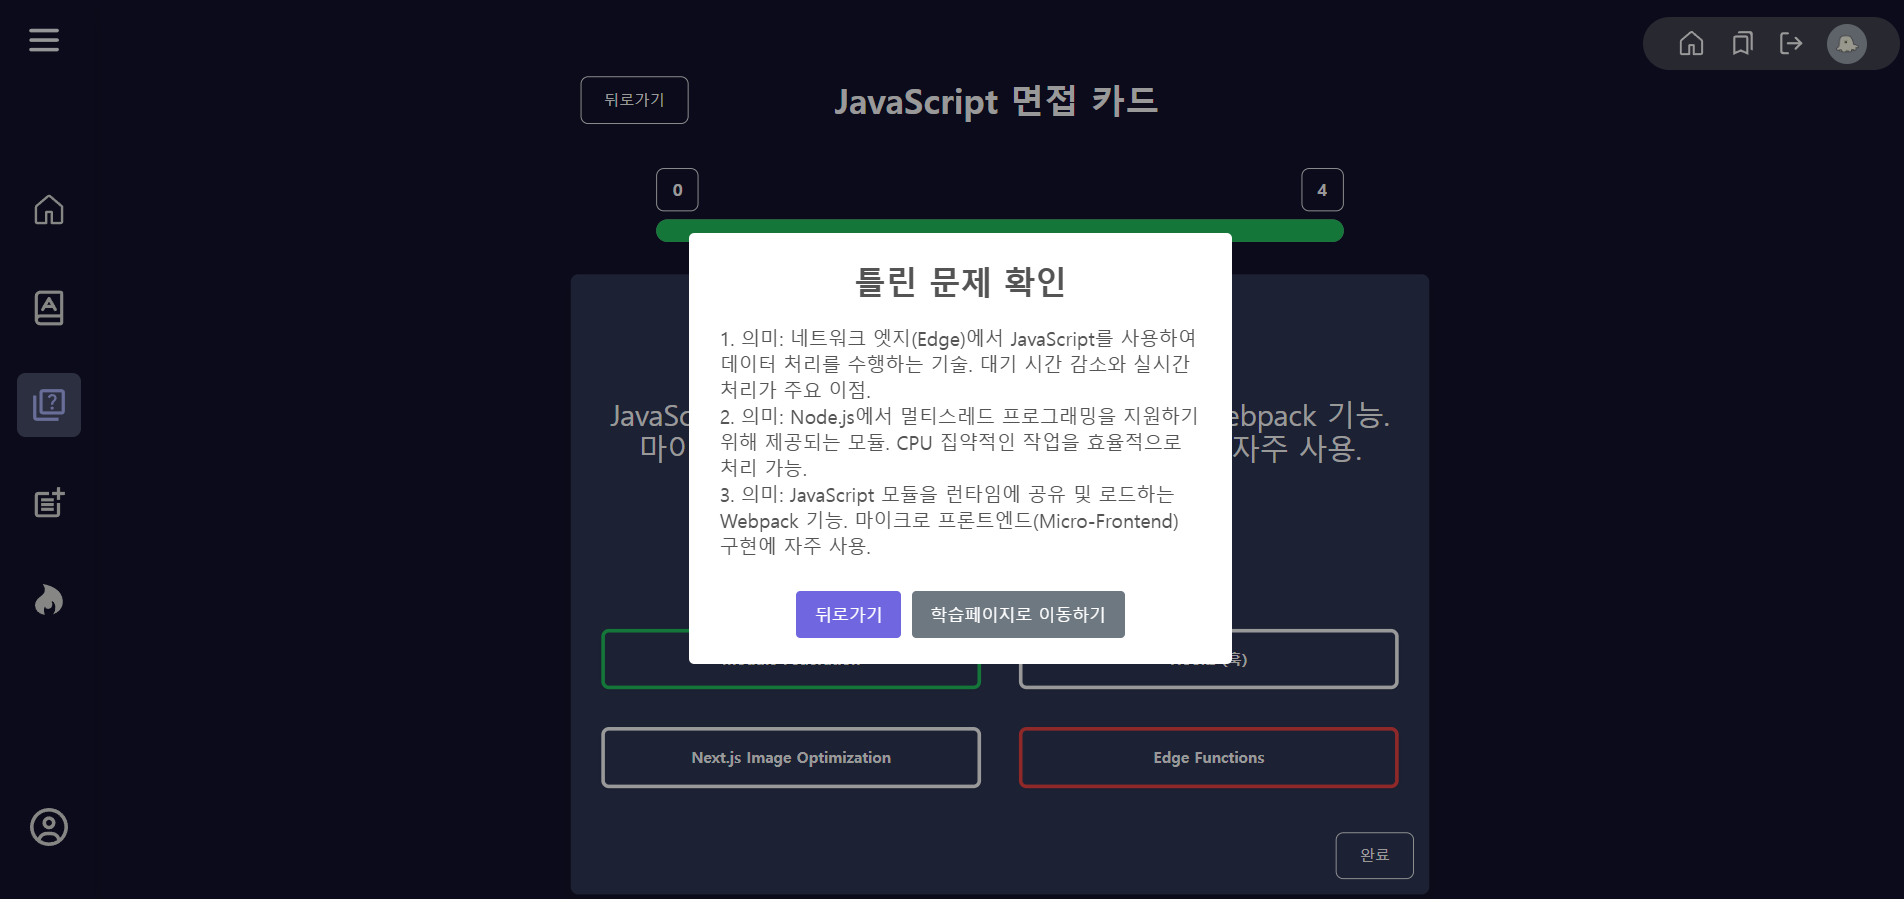 뒤로가기
JavaScript 면접 카드
0
4
틀린 문제 확인
1. 의미: 네트워크 엣지(Edge)에서 JavaScript를 사용하여
데이터 처리를 수행하는 기술. 대기 시간 감소와 실시간
처리가 주요 이점.
2. 의미: Node.js에서 멀티스레드 프로그래밍을 지원하기
위해 제공되는 모듈. CPU 집약적인 작업을 효율적으로
처리 가능.
3. 의미: JavaScript 모듈을 런타임에 공유 및 로드하는
Webpack 기능. 마이크로 프론트엔드(Micro-Frontend)
구현에 자주 사용.
뒤로가기
학습페이지로 이동하기
기능.
자주 사용.
Next.js Image Optimization
Edge Functions
완료